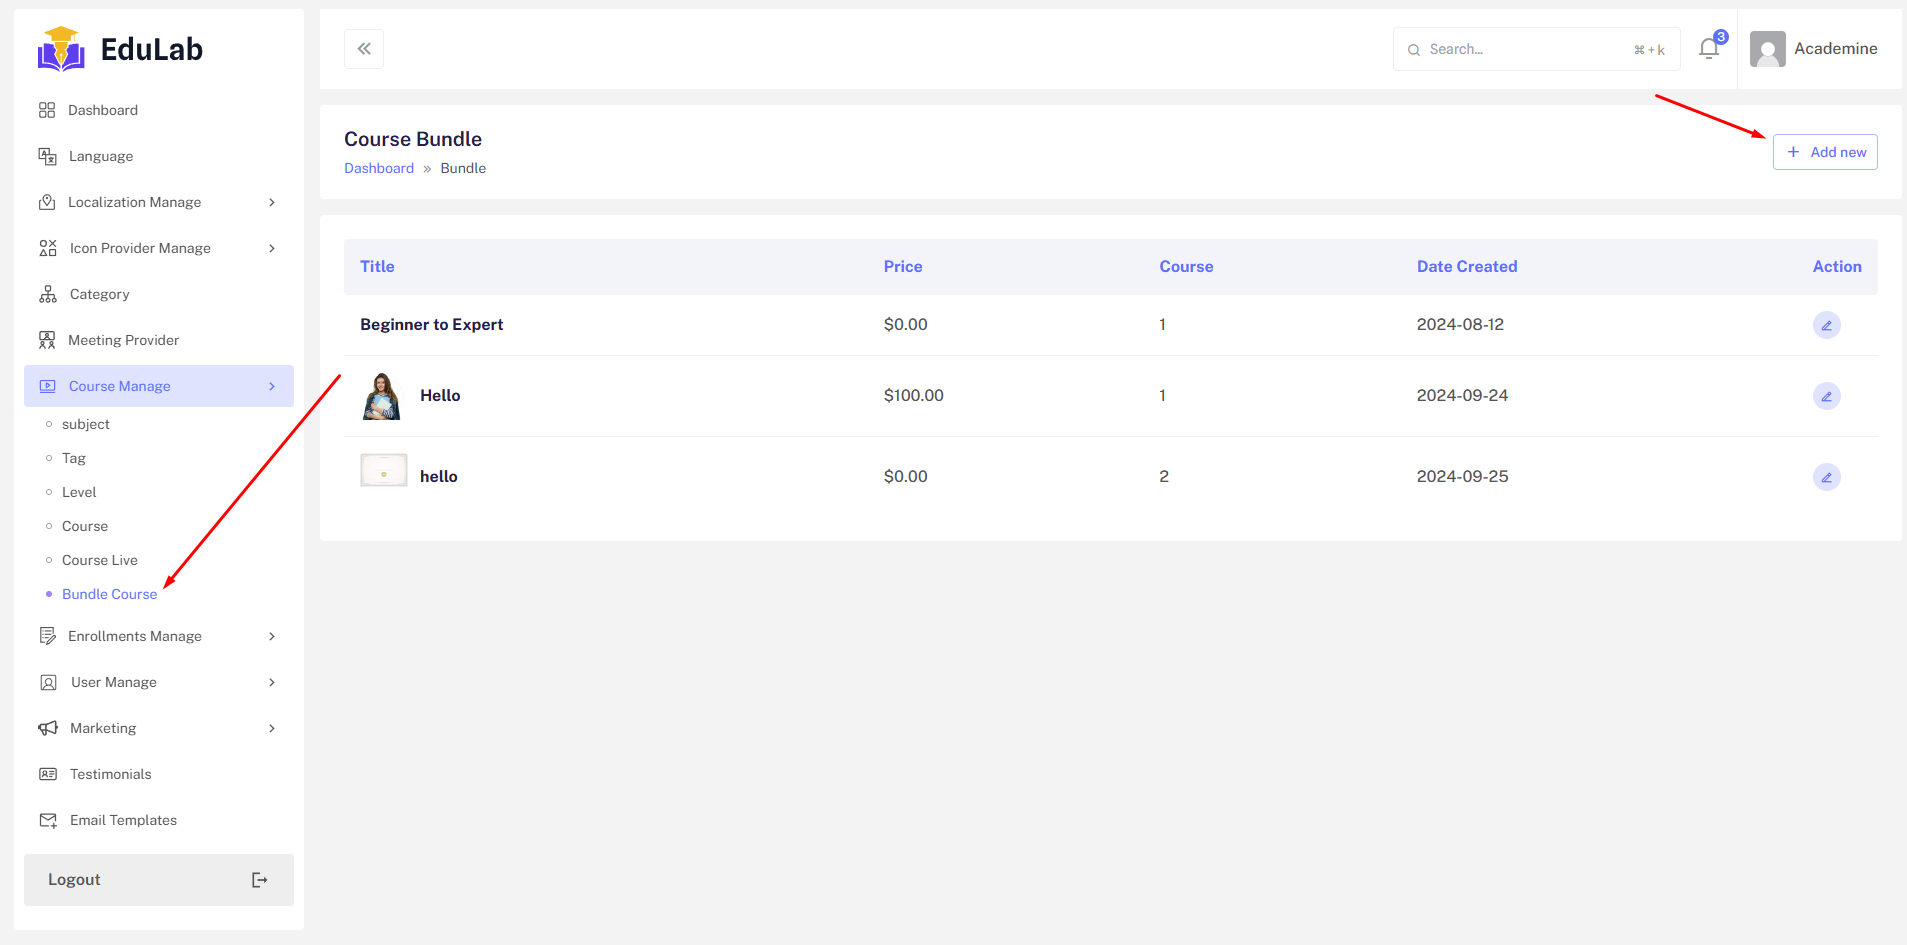 EduLab
Dashboard
Language
Localization Manage
Icon Provider Manage
Category
Meeting Provider
Course Manage
subject
Tag
Level
Course
Course Live
Bundle Course
Enrollments Manage
User Manage
Marketing
Testimonials
Email Templates
Logout
Search... ⌘+k
3
Academine
Course Bundle
Dashboard » Bundle
+ Add new
Title Price Course Date Created Action
Beginner to Expert $0.00 1 2024-08-12
Hello $100.00 1 2024-09-24
hello $0.00 2 2024-09-25